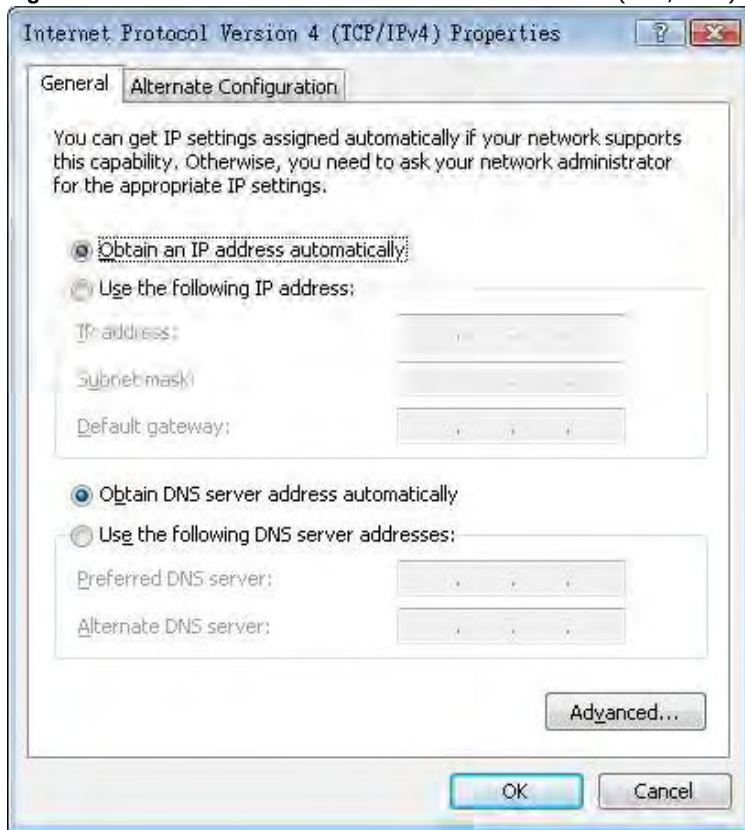 Internet Protocol Version 4 (TCP/IPv4) Properties
General
Alternate Configuration
You can get IP settings assigned automatically if your network supports
this capability. Otherwise, you need to ask your network administrator
for the appropriate IP settings.
Obtain an IP address automatically
Use the following IP address:
IP address:
Subnet mask:
Default gateway:
Obtain DNS server address automatically
Use the following DNS server addresses:
Preferred DNS server:
Alternate DNS server:
Advanced...
OK
Cancel